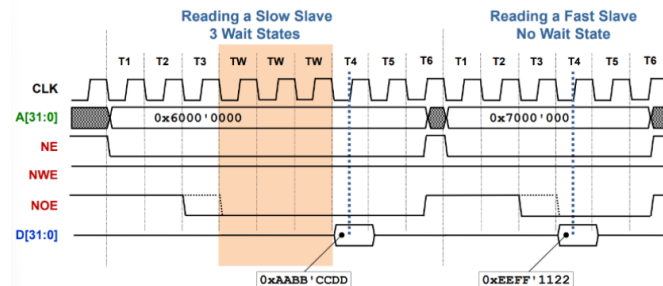 Reading a Slow Slave
3 Wait States
Reading a Fast Slave
No Wait State
T1 T2 T3 TW TW TW T4 T5 T6 T1 T2 T3 T4 T5 T6
CLK
A[31:0] 0x6000'0000 0x7000'000
NE
NWE
NOE
D[31:0]
0xAABB'CCDD 0xEEFF'1122